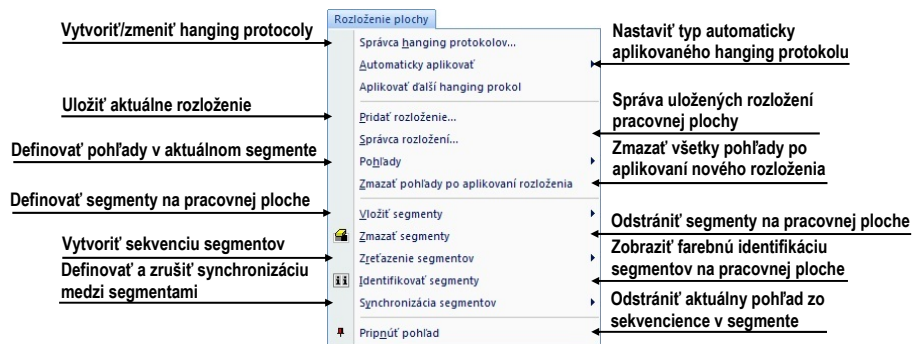 Rozloženie plochy
Vytvoriť/zmeniť hanging protocoly
Správca hanging protokolov...
Nastaviť typ automaticky
aplikovaného hanging protokolu
Automaticky aplikovať
Aplikovať ďalší hanging prokol
Uložiť aktuálne rozloženie
Pridať rozloženie...
Správa uložených rozložení
pracovnej plochy
Správca rozložení...
Definovať pohľady v aktuálnom segmente
Pohľady
Zmazať všetky pohľady po
aplikovaní nového rozloženia
Zmazať pohľady po aplikovaní rozloženia
Definovať segmenty na pracovnej ploche
Vložiť segmenty
Odstrániť segmenty na pracovnej ploche
Zmazať segmenty
Vytvoriť sekvenciu segmentov
Zreťazenie segmentov
Zobraziť farebnú identifikáciu
segmentov na pracovnej ploche
Identifikovať segmenty
Definovať a zrušiť synchronizáciu
medzi segmentami
Synchronizácia segmentov
Odstrániť aktuálny pohľad zo
sekvencience v segmente
Pripnúť pohľad